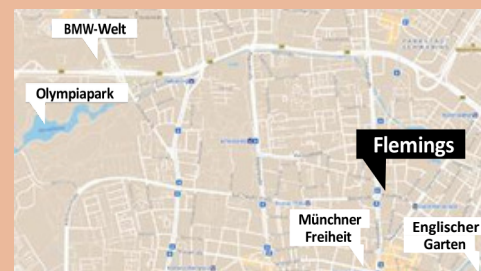 BMW-Welt
Olympiapark
Flemings
Münchner
Freiheit
Englischer
Garten